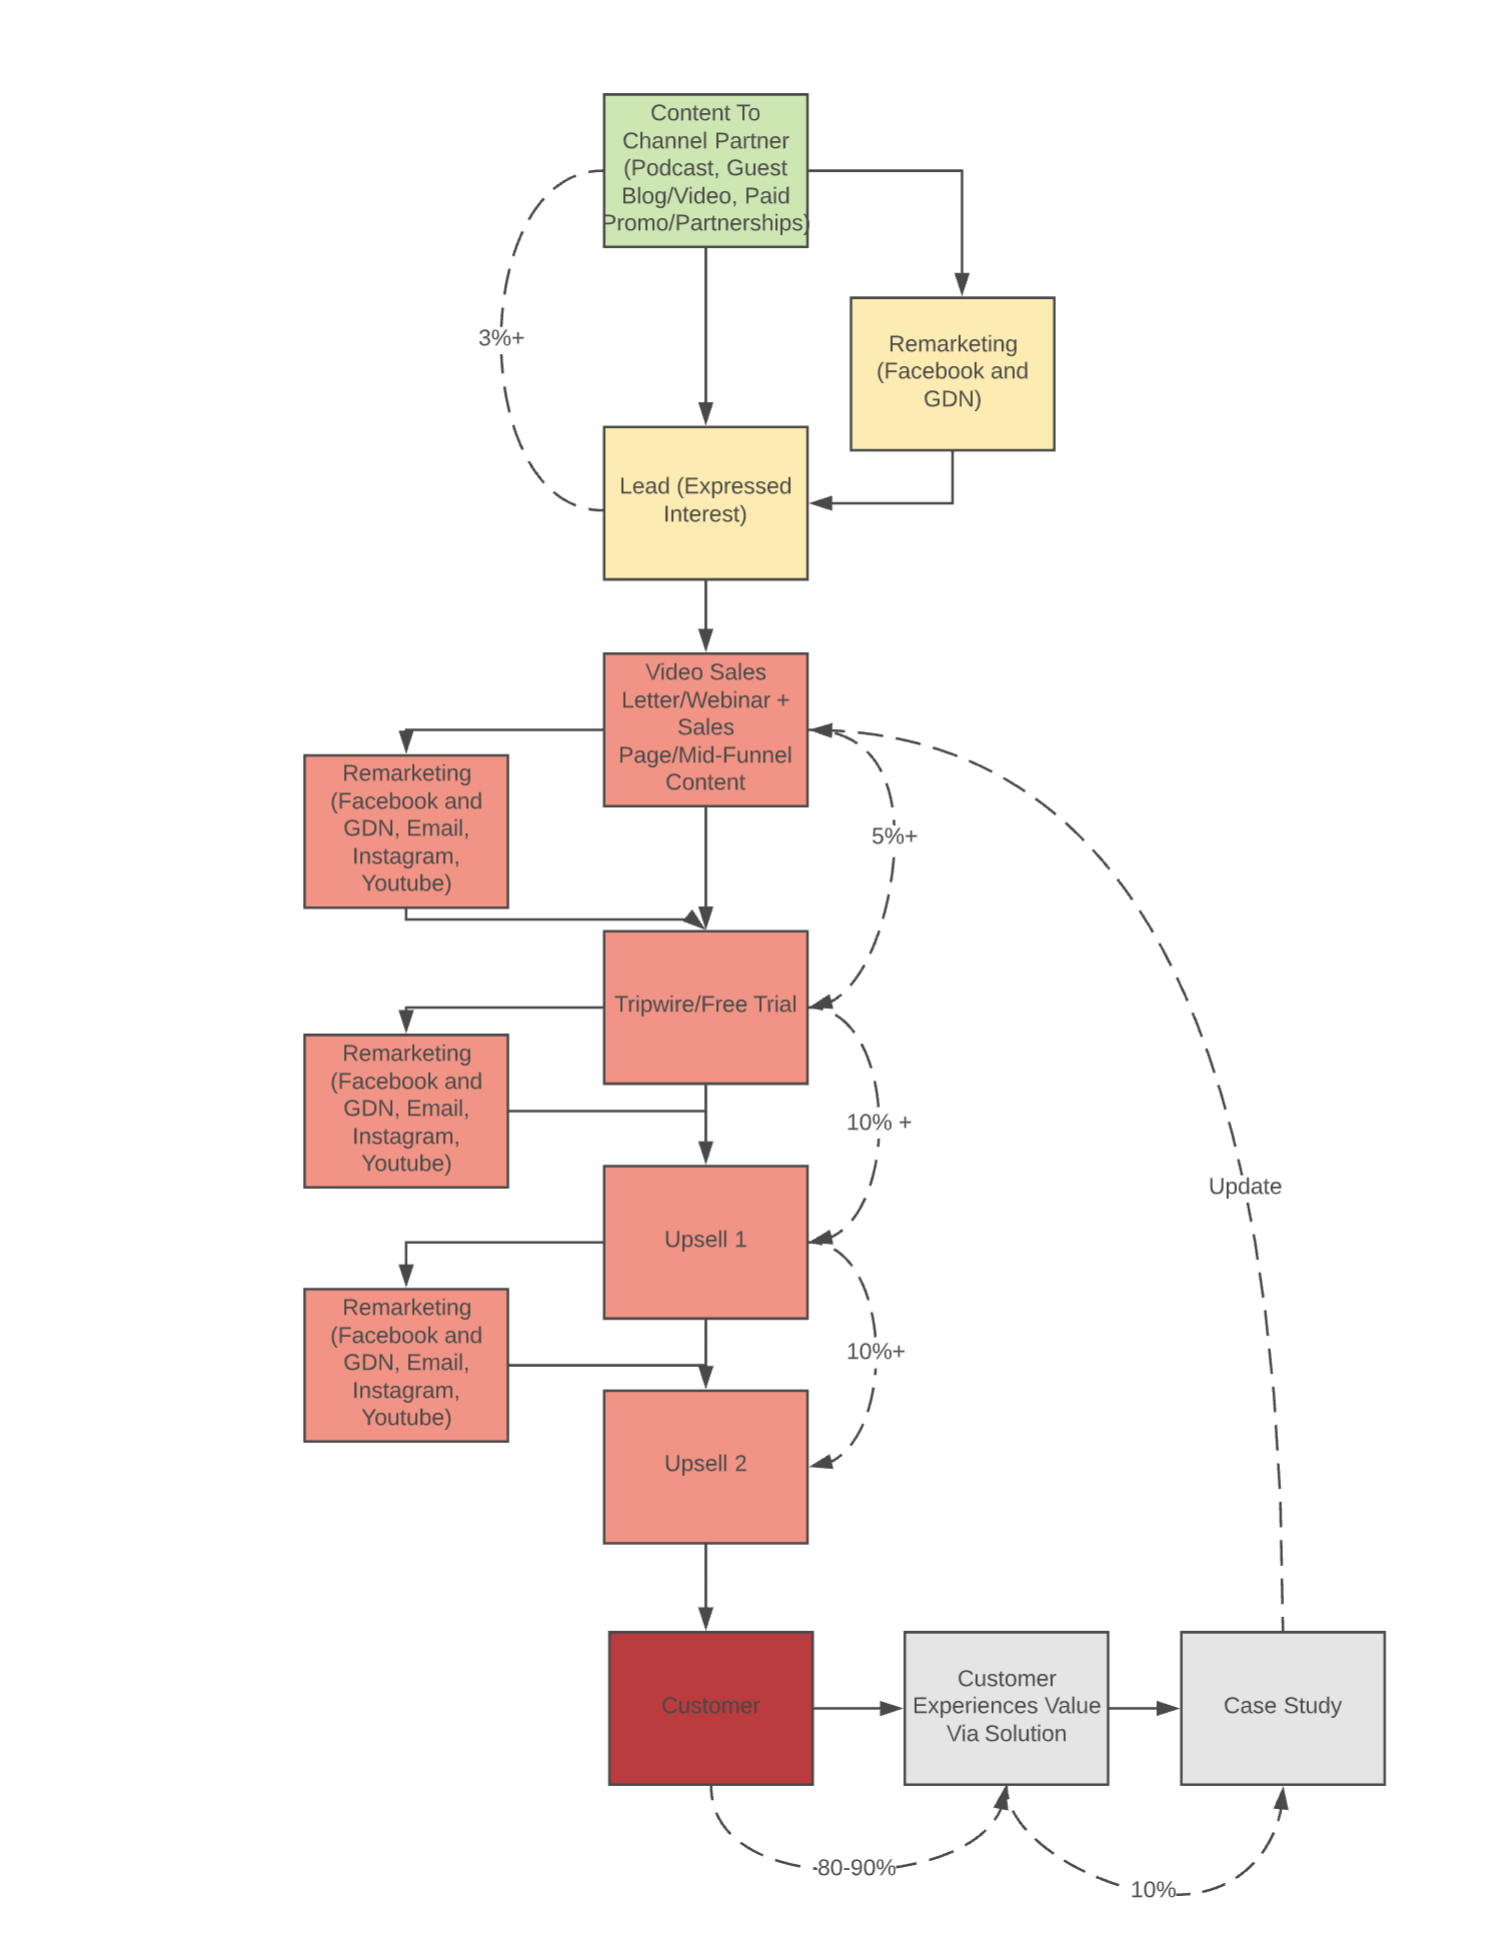 Content To
Channel Partner
(Podcast, Guest
Blog/Video, Paid
Promo/Partnerships)
3%+
Remarketing
(Facebook and
GDN)
Lead (Expressed
Interest)
Video Sales
Letter/Webinar +
Sales
Page/Mid-Funnel
Content
Remarketing
(Facebook and
GDN, Email,
Instagram,
Youtube)
5%+
Tripwire/Free Trial
Remarketing
(Facebook and
GDN, Email,
Instagram,
Youtube)
10% +
Update
Upsell 1
Remarketing
(Facebook and
GDN, Email,
Instagram,
Youtube)
10%+
Upsell 2
Customer
Customer
Experiences Value
Via Solution
Case Study
80-90%
10%